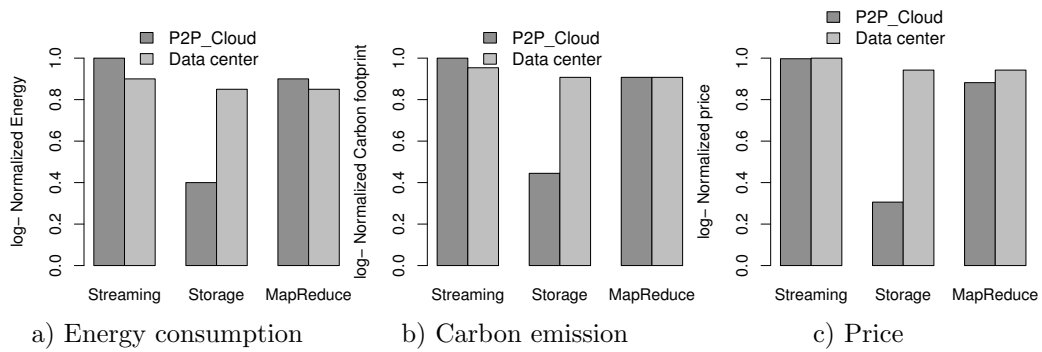 P2P_Cloud
Data center
log− Normalized Energy
0.0 0.2 0.4 0.6 0.8 1.0
Streaming Storage MapReduce
a) Energy consumption
P2P_Cloud
Data center
log− Normalized Carbon footprint
0.0 0.2 0.4 0.6 0.8 1.0
Streaming Storage MapReduce
b) Carbon emission
P2P_Cloud
Data center
log− Normalized price
0.0 0.2 0.4 0.6 0.8 1.0
Streaming Storage MapReduce
c) Price